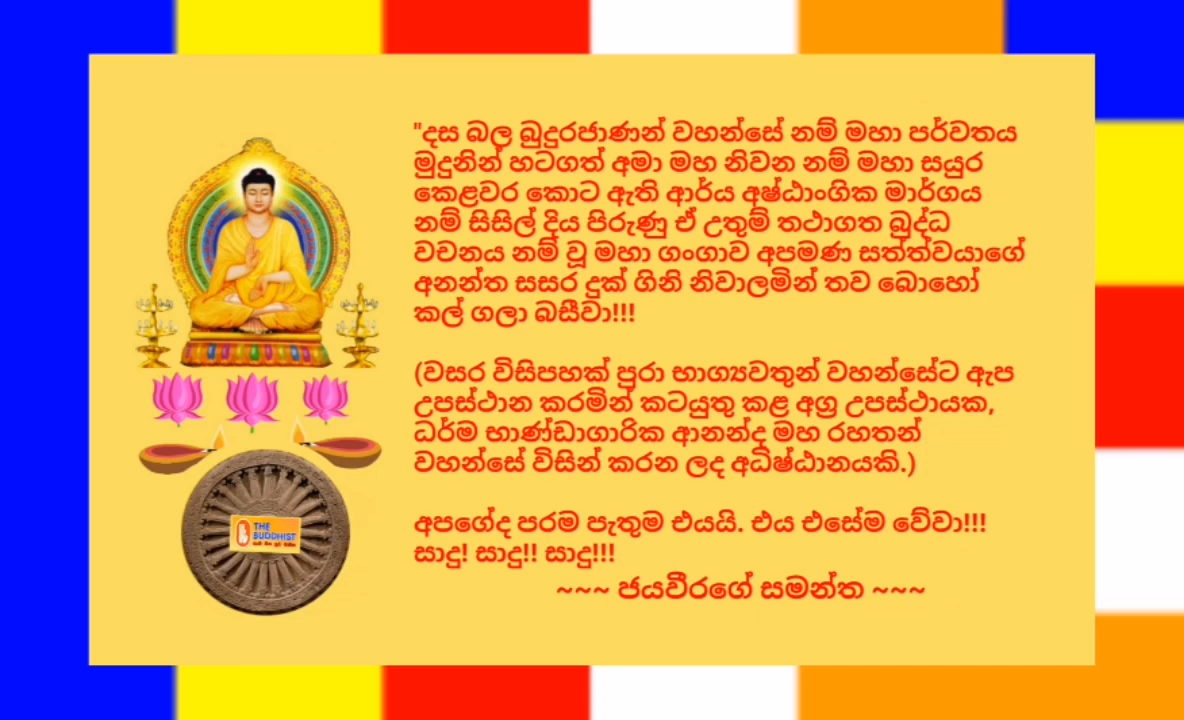 "දස බල බුදුරජාණන් වහන්සේ නම් මහා පර්වතය
මුදුනින් හටගත් අමා මහ නිවන නම් මහා සයුර
කෙළවර කොට ඇති ආර්ය අෂ්ඨාංගික මාර්ගය
නම් සිසිල් දිය පිරුණු ඒ උතුම් තථාගත බුද්ධ
වචනය නම් වූ මහා ගංගාව අපමණ සත්ත්වයාගේ
අනන්ත සසර දුක් ගිනි නිවාලමින් තව බොහෝ
කල් ගලා බසීවා!!!
(වසර විසිපහක් පුරා භාග්‍යවතුන් වහන්සේට ඇප
උපස්ථාන කරමින් කටයුතු කළ අග්‍ර උපස්ථායක,
ධර්ම භාණ්ඩාගාරික ආනන්ද මහ රහතන්
වහන්සේ විසින් කරන ලද අධිෂ්ඨානයකි.)
අපගේද පරම පැතුම එයයි. එය එසේම වේවා!!!
සාදු! සාදු!! සාදු!!!
~~~ ජයවීරගේ සමන්ත ~~~
THE
BUDDHIST